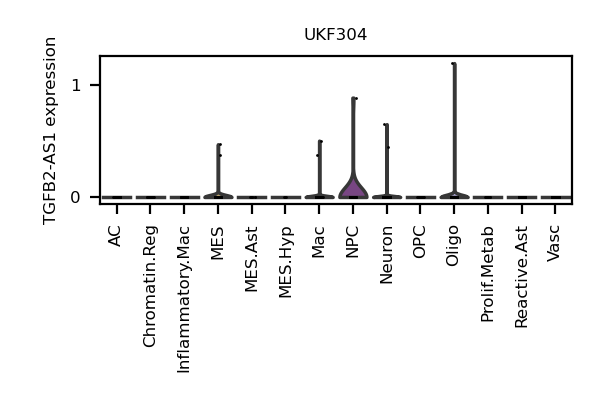 UKF304
TGFB2-AS1 expression
1
0
AC
Chromatin.Reg
Inflammatory.Mac
MES
MES.Ast
MES.Hyp
Mac
NPC
Neuron
OPC
Oligo
Prolif.Metab
Reactive.Ast
Vasc